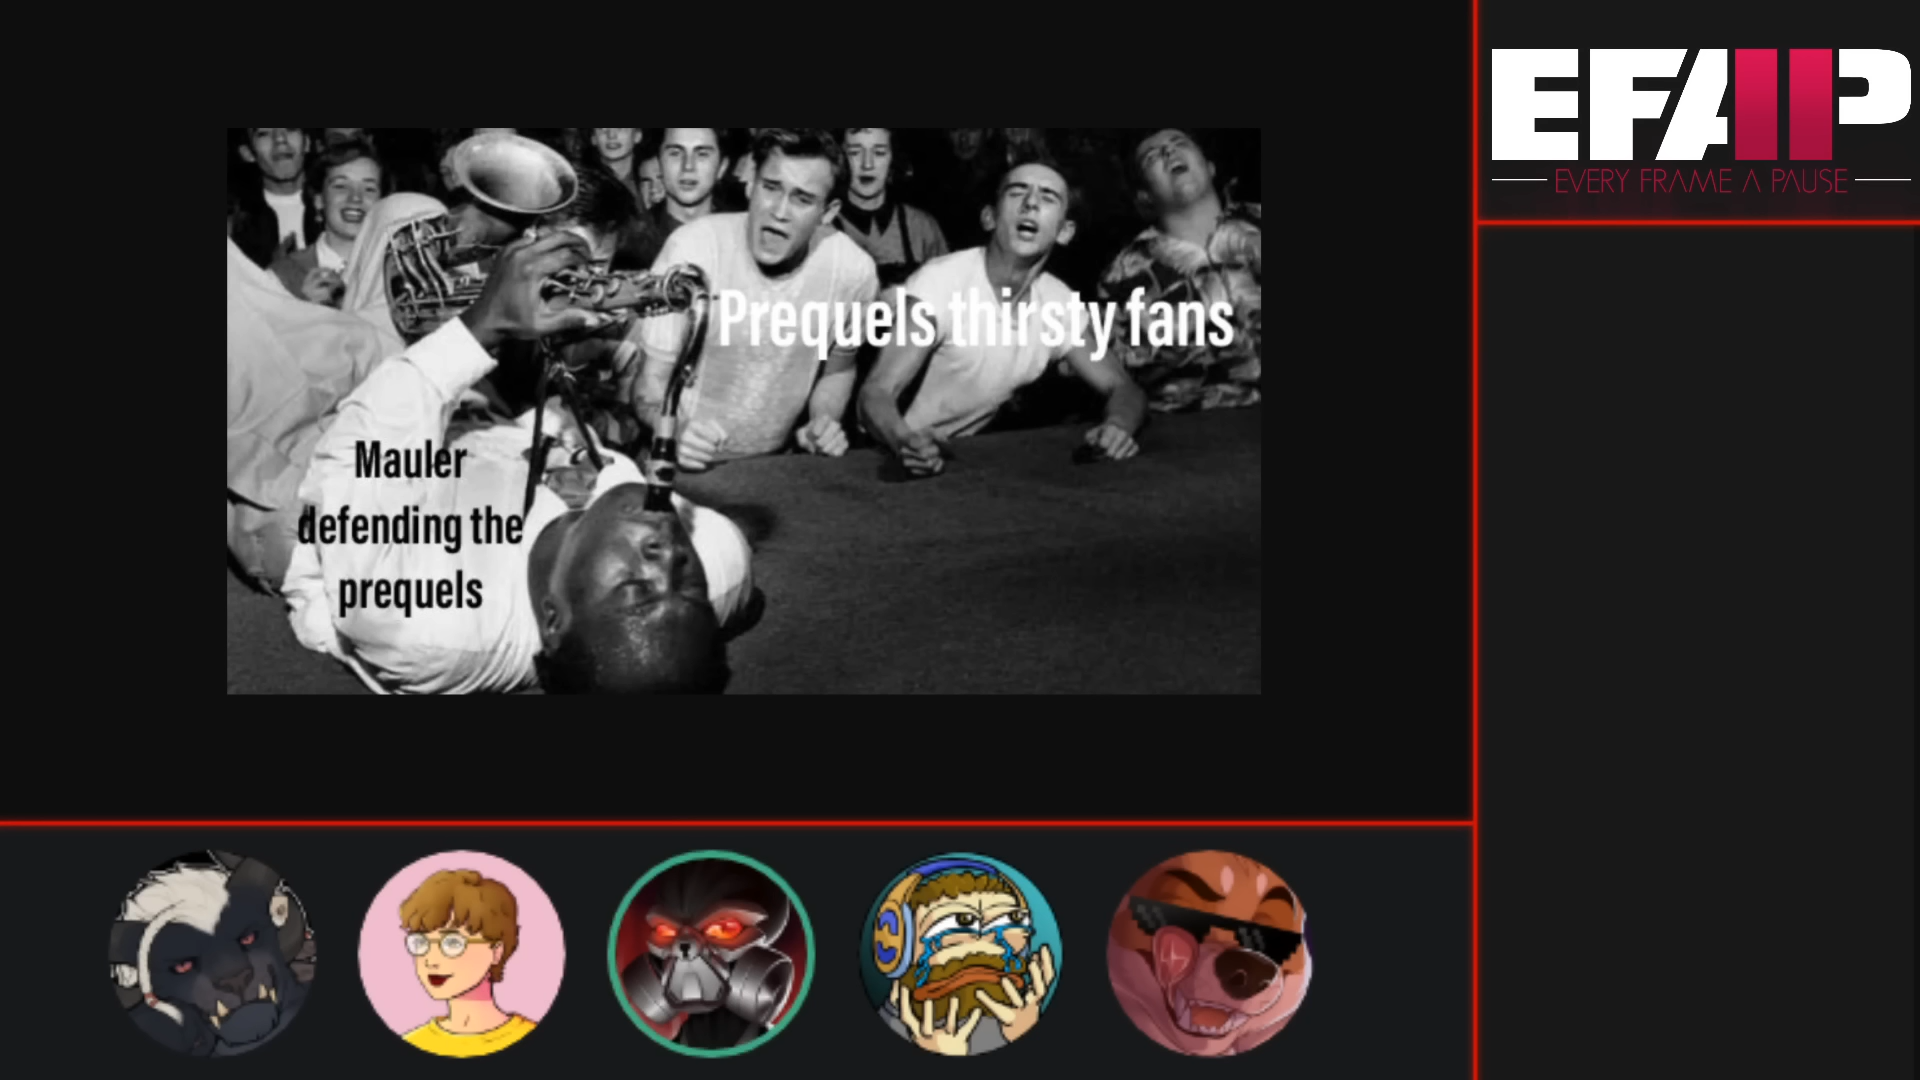 EFAP
EVERY FRAME A PAUSE
Prequels thirsty fans
Mauler
defending the
prequels